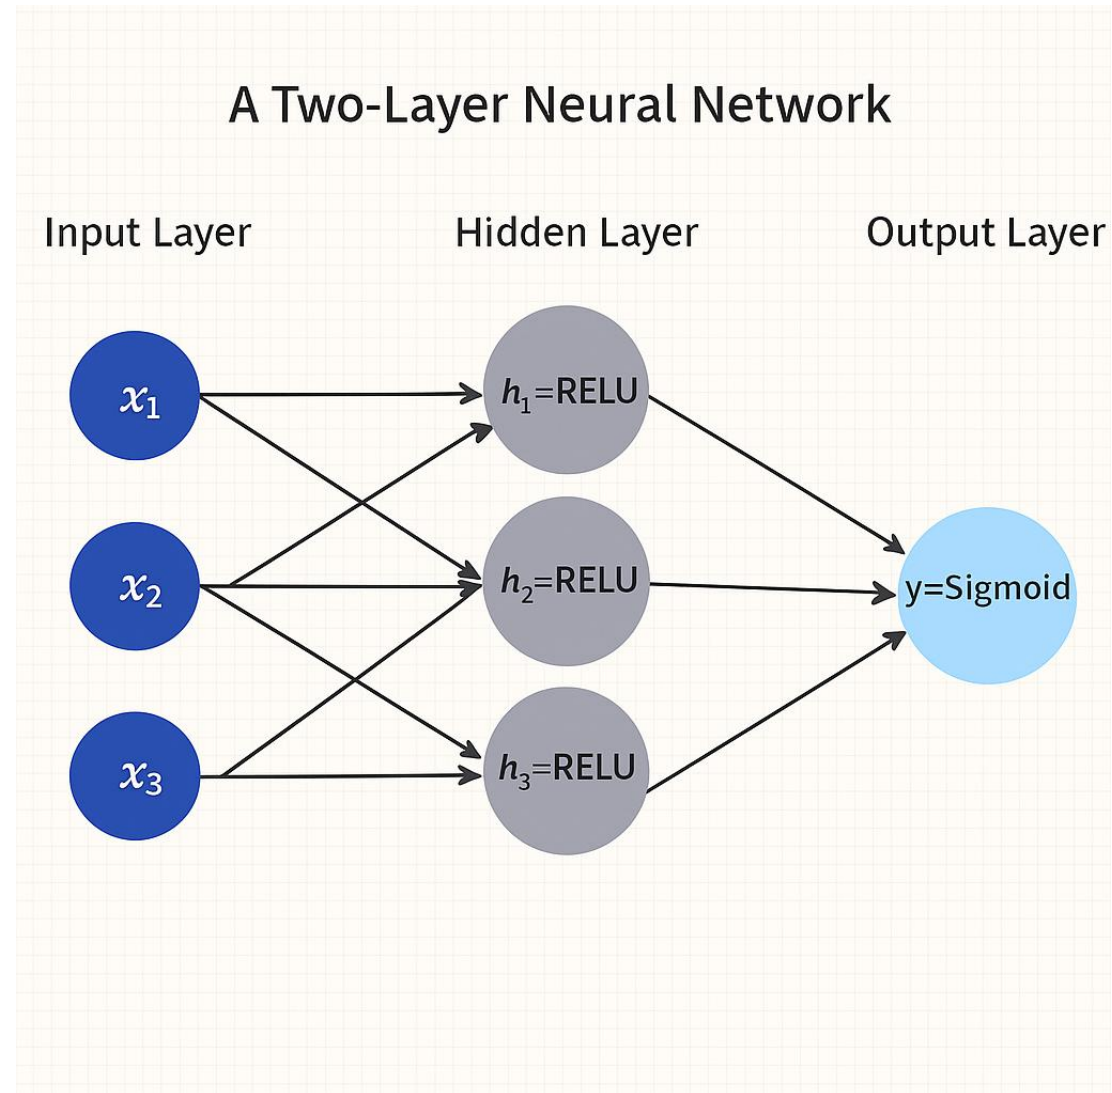 A Two-Layer Neural Network
Input Layer
Hidden Layer
Output Layer
x₁
h₁=RELU
x₂
h₂=RELU
y=Sigmoid
x₃
h₃=RELU